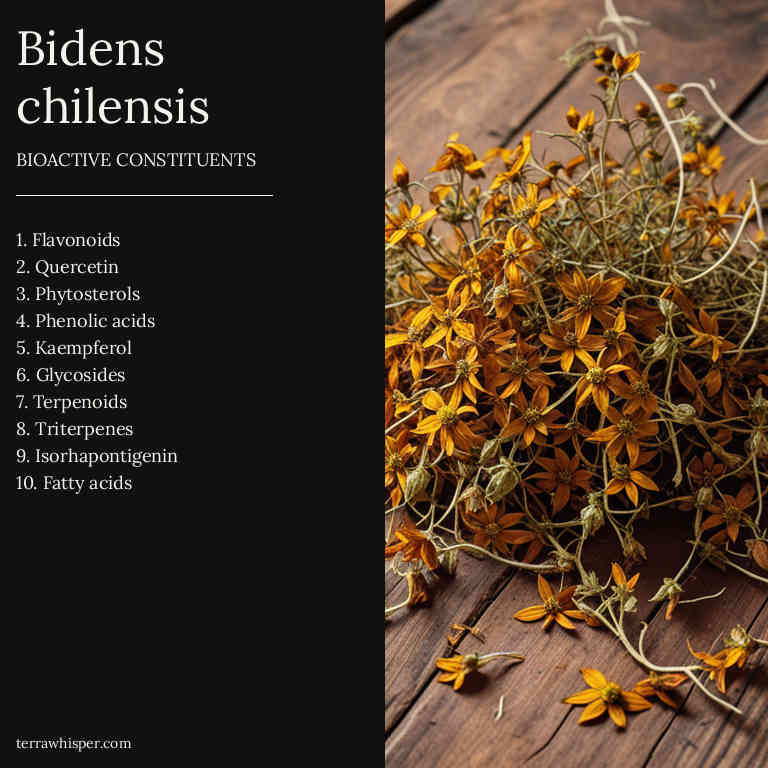 Bidens
chilensis
BIOACTIVE CONSTITUENTS
1. Flavonoids
2. Quercetin
3. Phytosterols
4. Phenolic acids
5. Kaempferol
6. Glycosides
7. Terpenoids
8. Triterpenes
9. Isorhapontigenin
10. Fatty acids
terrawhisper.com